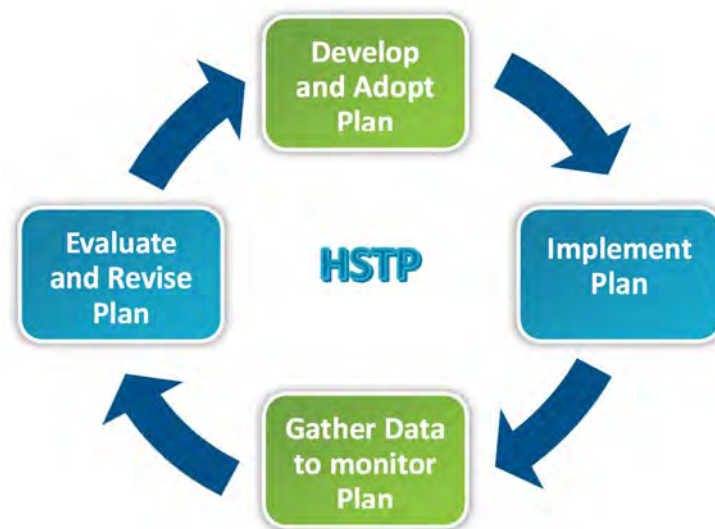 Develop
and Adopt
Plan
Evaluate
and Revise
Plan
HSTP
Implement
Plan
Gather Data
to monitor
Plan